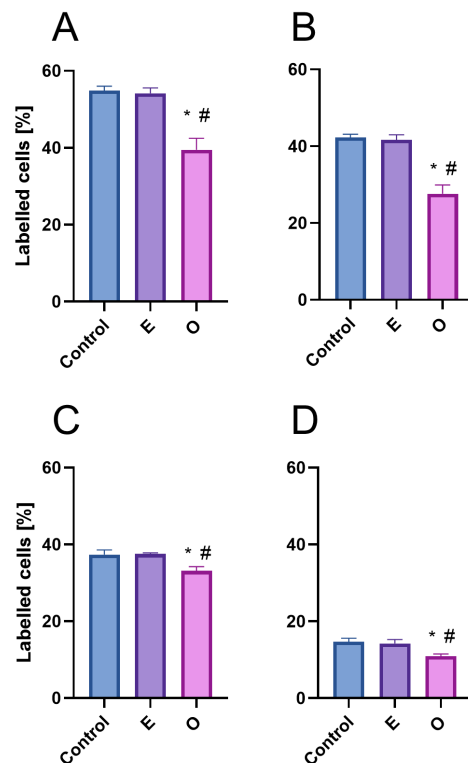 A
B
Labelled cells [%]
60
40
20
0
* #
Control
E
O
60
40
20
0
* #
Control
E
O
C
D
Labelled cells [%]
60
40
20
0
* #
Control
E
O
60
40
20
0
* #
Control
E
O